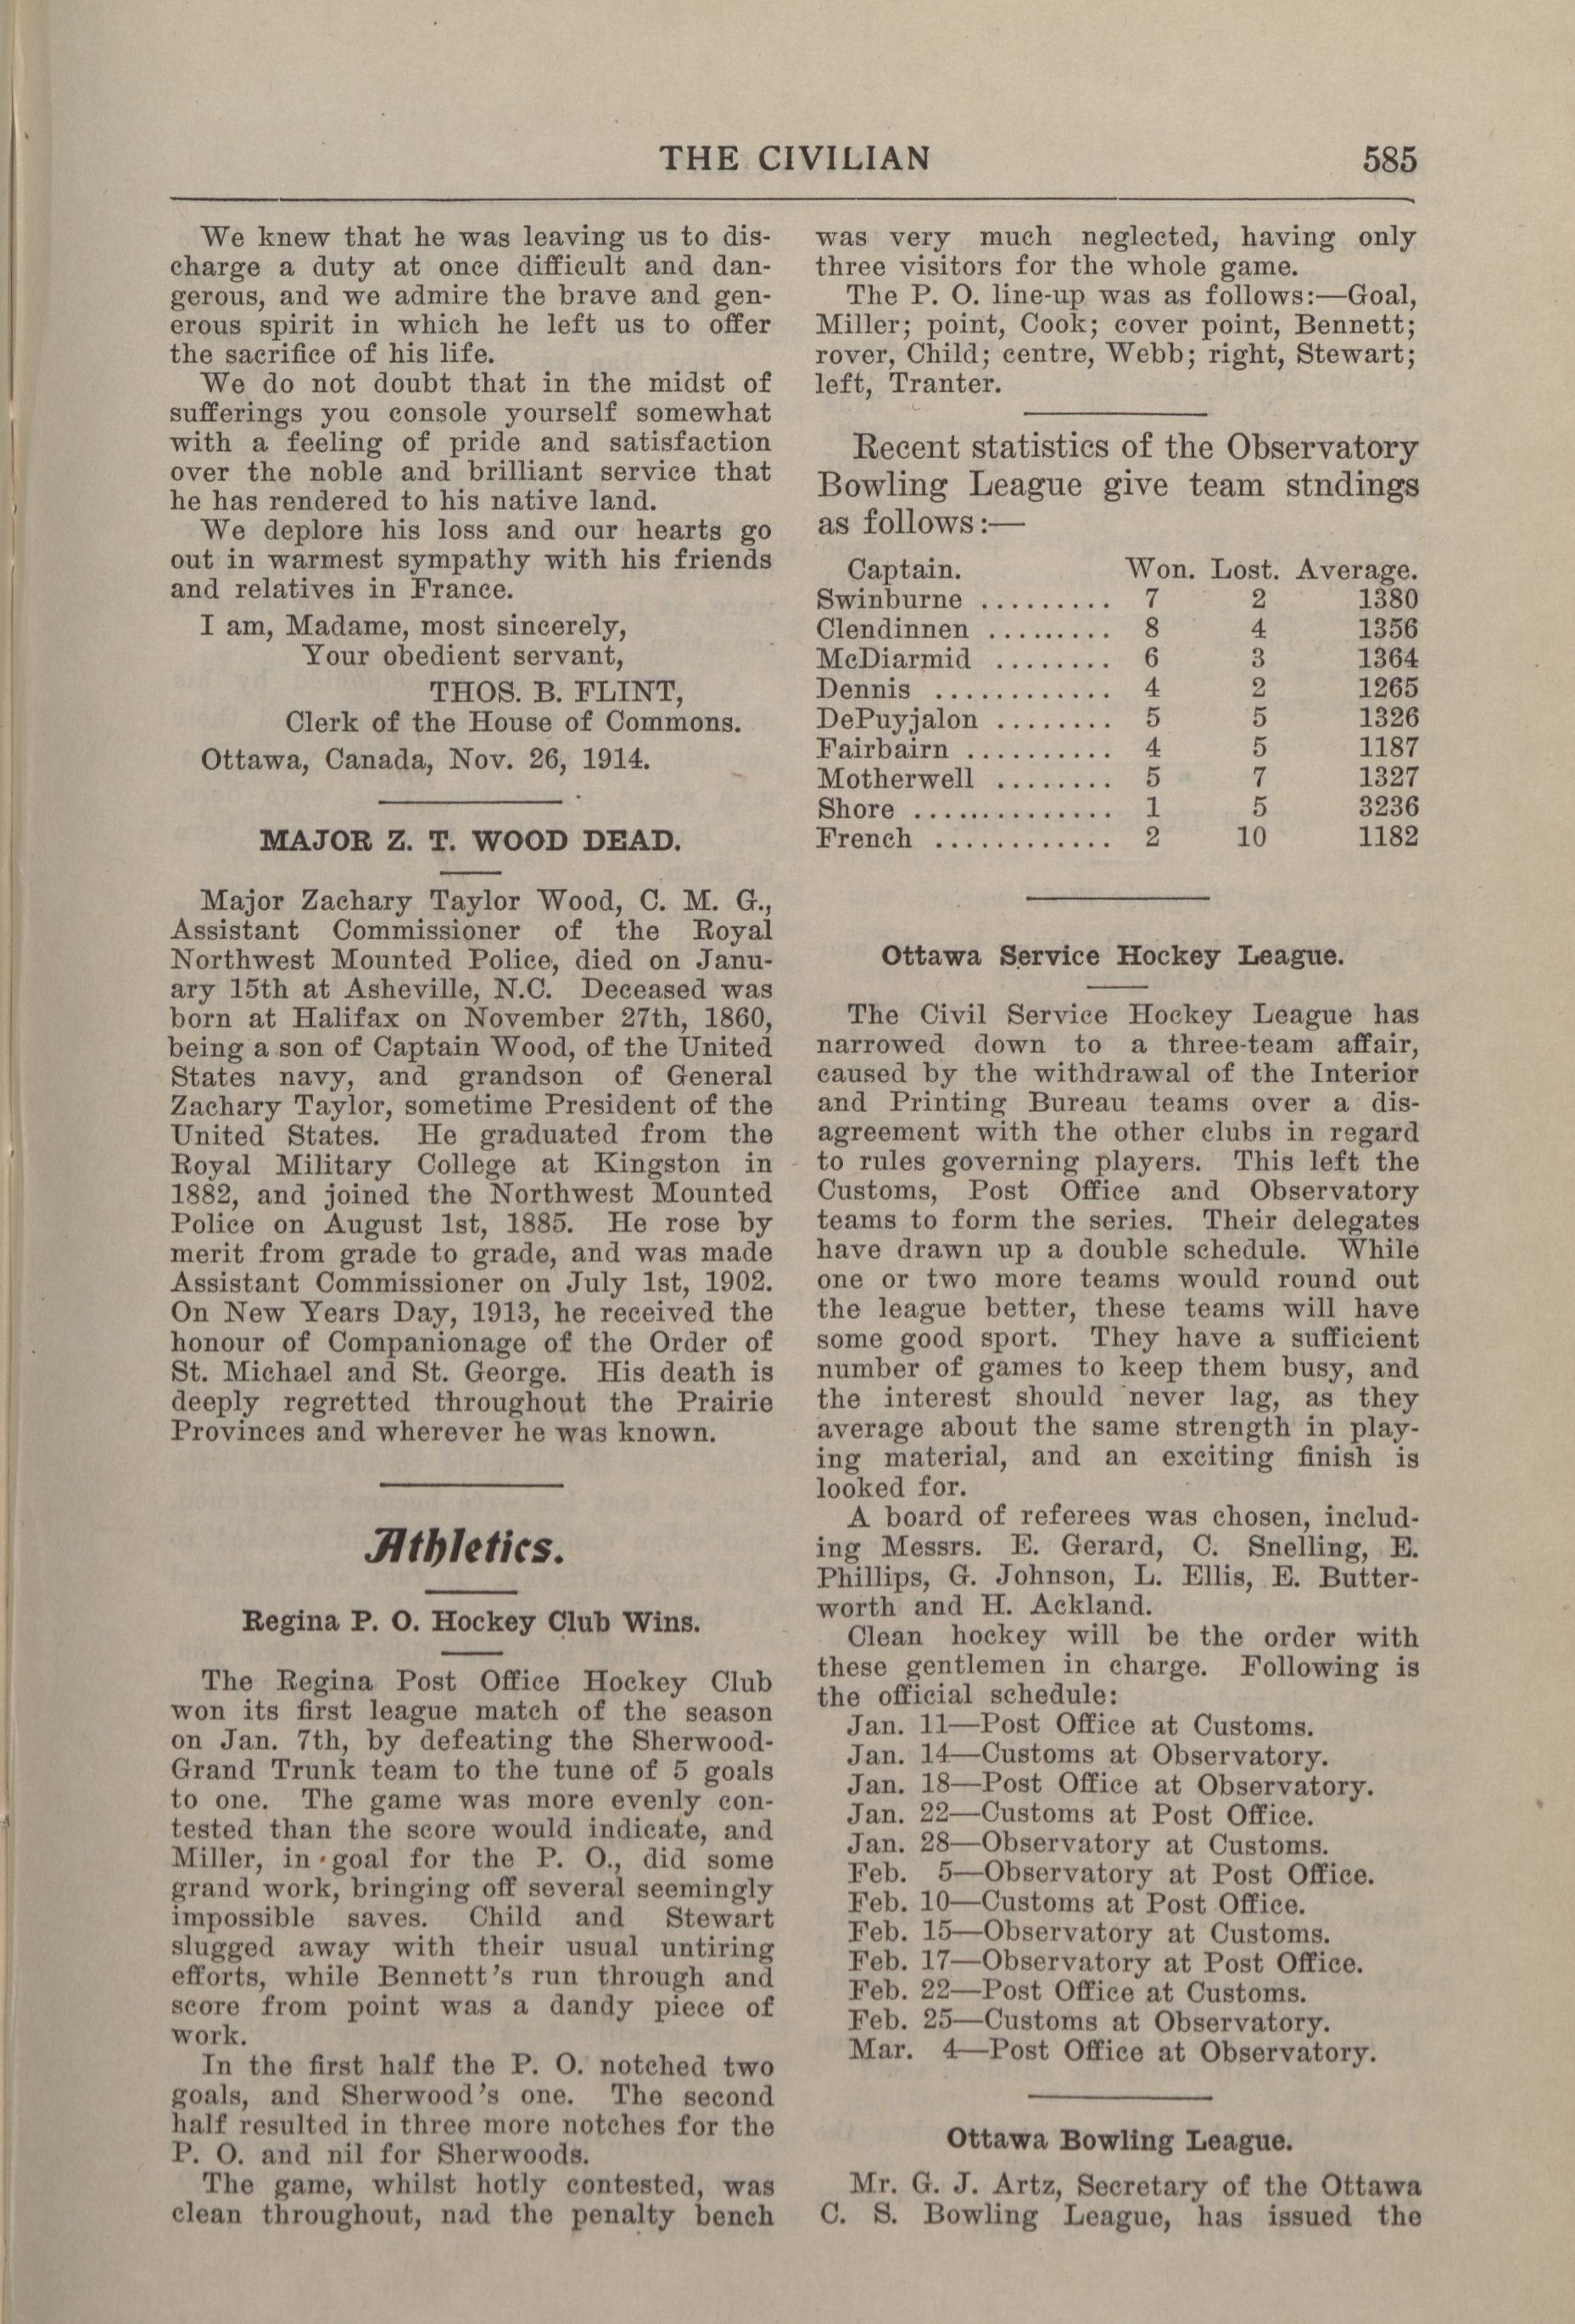 THE CIVILIAN 585
We knew that he was leaving us to dis-
charge a duty at once difficult and dan-
gerous, and we admire the brave and gen-
erous spirit in which he left us to offer
the sacrifice of his life.
We do not doubt that in the midst of
sufferings you console yourself somewhat
with a feeling of pride and satisfaction
over the noble and brilliant service that
he has rendered to his native land.
We deplore his loss and our hearts go
out in warmest sympathy with his friends
and relatives in France.
I am, Madame, most sincerely,
Your obedient servant,
THOS. B. FLINT,
Clerk of the House of Commons.
Ottawa, Canada, Nov. 26, 1914.
MAJOR Z. T. WOOD DEAD.
Major Zachary Taylor Wood, C. M. G.,
Assistant Commissioner of the Royal
Northwest Mounted Police, died on Janu-
ary 15th at Asheville, N.C. Deceased was
born at Halifax on November 27th, 1860,
being a son of Captain Wood, of the United
States navy, and grandson of General
Zachary Taylor, sometime President of the
United States. He graduated from the
Royal Military College at Kingston in
1882, and joined the Northwest Mounted
Police on August 1st, 1885. He rose by
merit from grade to grade, and was made
Assistant Commissioner on July 1st, 1902.
On New Years Day, 1913, he received the
honour of Companionage of the Order of
St. Michael and St. George. His death is
deeply regretted throughout the Prairie
Provinces and wherever he was known.
Athletics.
Regina P. O. Hockey Club Wins.
The Regina Post Office Hockey Club
won its first league match of the season
on Jan. 7th, by defeating the Sherwood-
Grand Trunk team to the tune of 5 goals
to one. The game was more evenly con-
tested than the score would indicate, and
Miller, in goal for the P. O., did some
grand work, bringing off several seemingly
impossible saves. Child and Stewart
slugged away with their usual untiring
efforts, while Bennett's run through and
score from point was a dandy piece of
work.
In the first half the P. O. notched two
goals, and Sherwood's one. The second
half resulted in three more notches for the
P. O. and nil for Sherwoods.
The game, whilst hotly contested, was
clean throughout, nad the penalty bench
was very much neglected, having only
three visitors for the whole game.
The P. O. line-up was as follows:—Goal,
Miller; point, Cook; cover point, Bennett;
rover, Child; centre, Webb; right, Stewart;
left, Tranter.
Recent statistics of the Observatory
Bowling League give team stndings
as follows:—
Captain. Won. Lost. Average.
Swinburne ......... 7 2 1380
Clendinnen ......... 8 4 1356
McDiarmid ........ 6 3 1364
Dennis ............ 4 2 1265
DePuyjalon ........ 5 5 1326
Fairbairn .......... 4 5 1187
Motherwell ........ 5 7 1327
Shore .............. 1 5 3236
French ............ 2 10 1182
Ottawa Service Hockey League.
The Civil Service Hockey League has
narrowed down to a three-team affair,
caused by the withdrawal of the Interior
and Printing Bureau teams over a dis-
agreement with the other clubs in regard
to rules governing players. This left the
Customs, Post Office and Observatory
teams to form the series. Their delegates
have drawn up a double schedule. While
one or two more teams would round out
the league better, these teams will have
some good sport. They have a sufficient
number of games to keep them busy, and
the interest should never lag, as they
average about the same strength in play-
ing material, and an exciting finish is
looked for.
A board of referees was chosen, includ-
ing Messrs. E. Gerard, C. Snelling, E.
Phillips, G. Johnson, L. Ellis, E. Butter-
worth and H. Ackland.
Clean hockey will be the order with
these gentlemen in charge. Following is
the official schedule:
Jan. 11—Post Office at Customs.
Jan. 14—Customs at Observatory.
Jan. 18—Post Office at Observatory.
Jan. 22—Customs at Post Office.
Jan. 28—Observatory at Customs.
Feb. 5—Observatory at Post Office.
Feb. 10—Customs at Post Office.
Feb. 15—Observatory at Customs.
Feb. 17—Observatory at Post Office.
Feb. 22—Post Office at Customs.
Feb. 25—Customs at Observatory.
Mar. 4—Post Office at Observatory.
Ottawa Bowling League.
Mr. G. J. Artz, Secretary of the Ottawa
C. S. Bowling League, has issued the